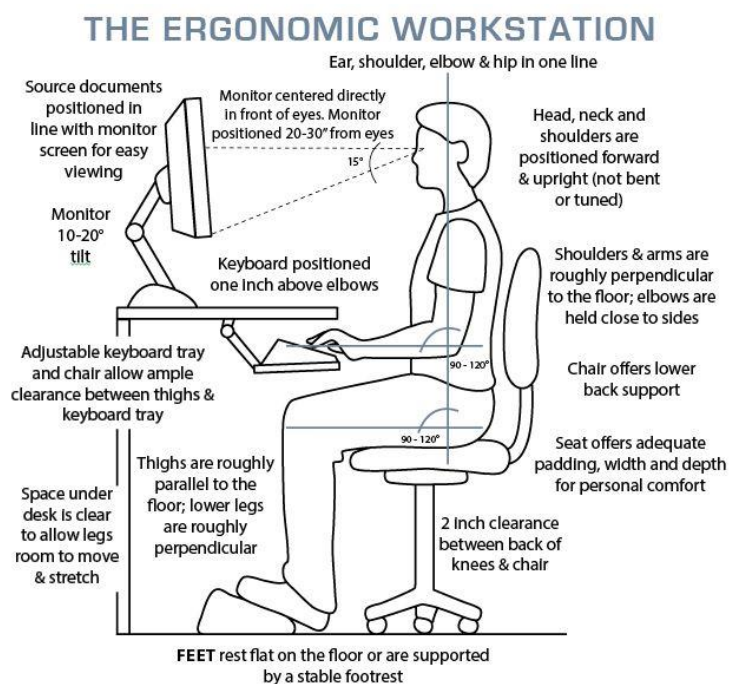 THE ERGONOMIC WORKSTATION
Ear, shoulder, elbow & hip in one line
Source documents
positioned in
line with monitor
screen for easy
viewing
Monitor centered directly
in front of eyes. Monitor
positioned 20-30" from eyes
15°
Head, neck and
shoulders are
positioned forward
& upright (not bent
or tuned)
Monitor
10-20°
tilt
Keyboard positioned
one inch above elbows
Shoulders & arms are
roughly perpendicular
to the floor; elbows are
held close to sides
Adjustable keyboard tray
and chair allow ample
clearance between thighs &
keyboard tray
90 - 120°
Chair offers lower
back support
90 - 120°
Seat offers adequate
padding, width and depth
for personal comfort
Thighs are roughly
parallel to the
floor; lower legs
are roughly
perpendicular
Space under
desk is clear
to allow legs
room to move
& stretch
2 inch clearance
between back of
knees & chair
FEET rest flat on the floor or are supported
by a stable footrest